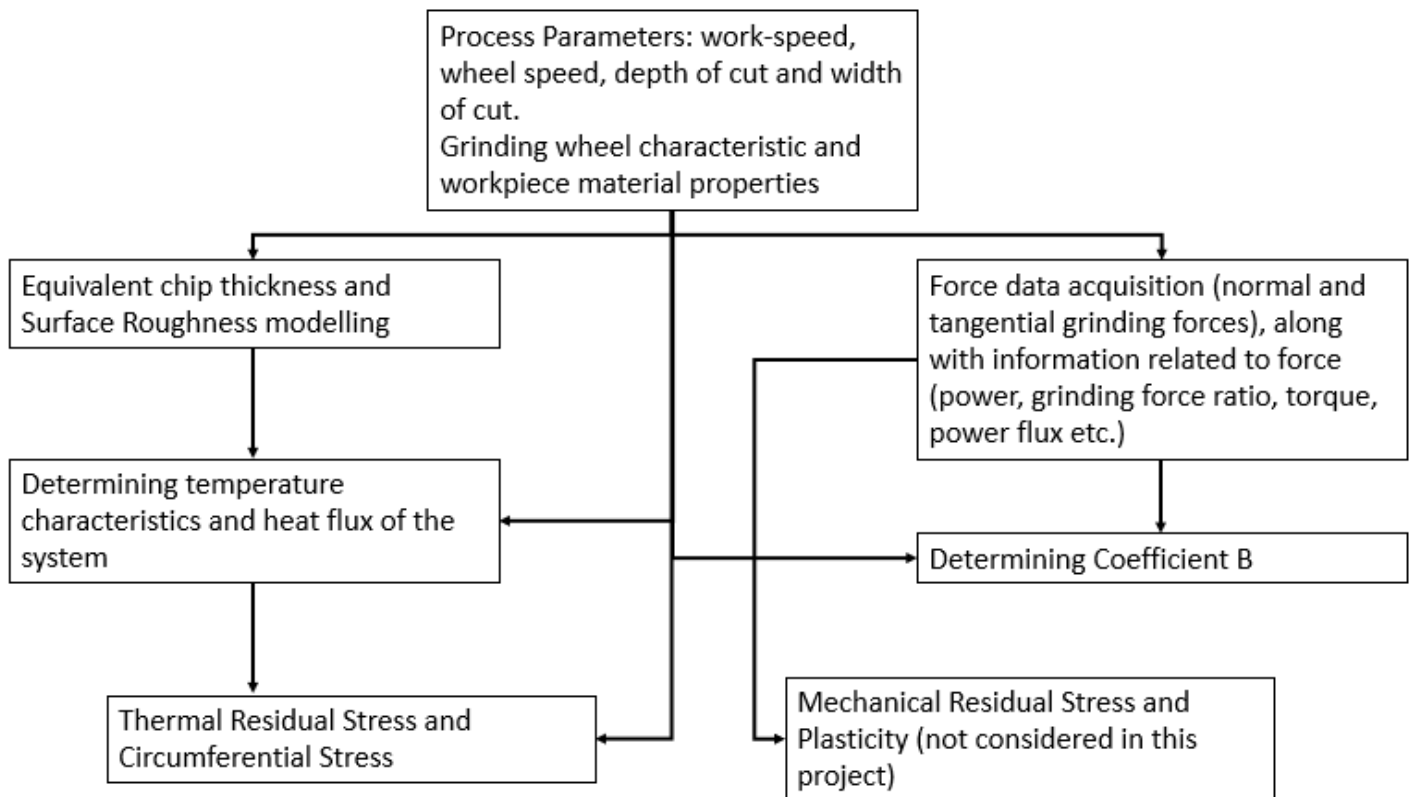 Process Parameters: work-speed,
wheel speed, depth of cut and width
of cut.
Grinding wheel characteristic and
workpiece material properties
Equivalent chip thickness and
Surface Roughness modelling
Force data acquisition (normal and
tangential grinding forces), along
with information related to force
(power, grinding force ratio, torque,
power flux etc.)
Determining temperature
characteristics and heat flux of the
system
Determining Coefficient B
Thermal Residual Stress and
Circumferential Stress
Mechanical Residual Stress and
Plasticity (not considered in this
project)